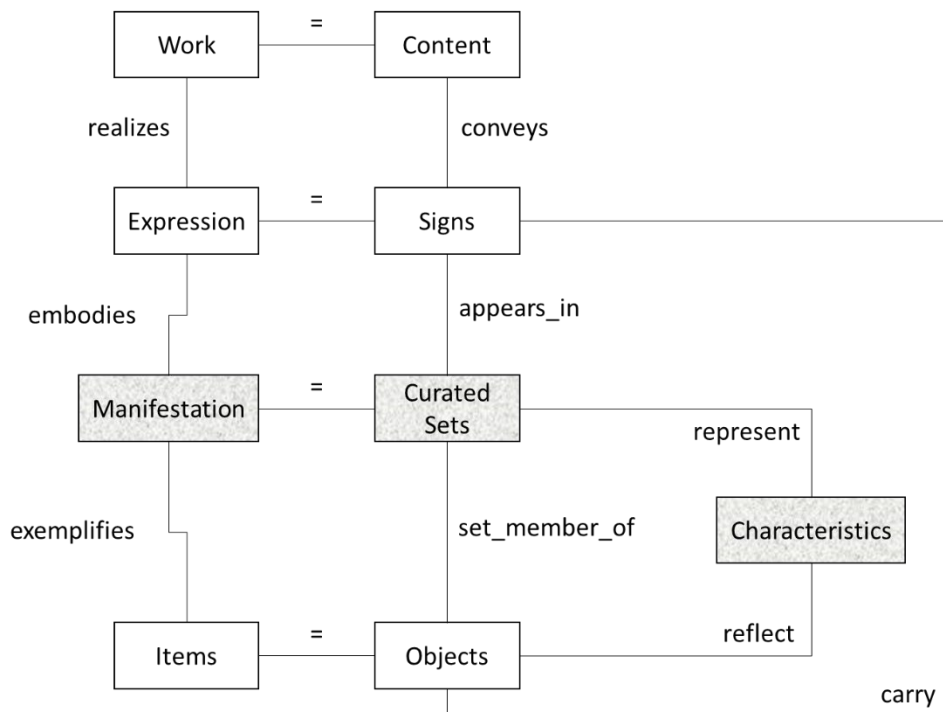 =
Work
Content
realizes
conveys
=
Expression
Signs
embodies
appears_in
=
Manifestation
Curated
Sets
represent
exemplifies
set_member_of
Characteristics
=
reflect
Items
Objects
carry